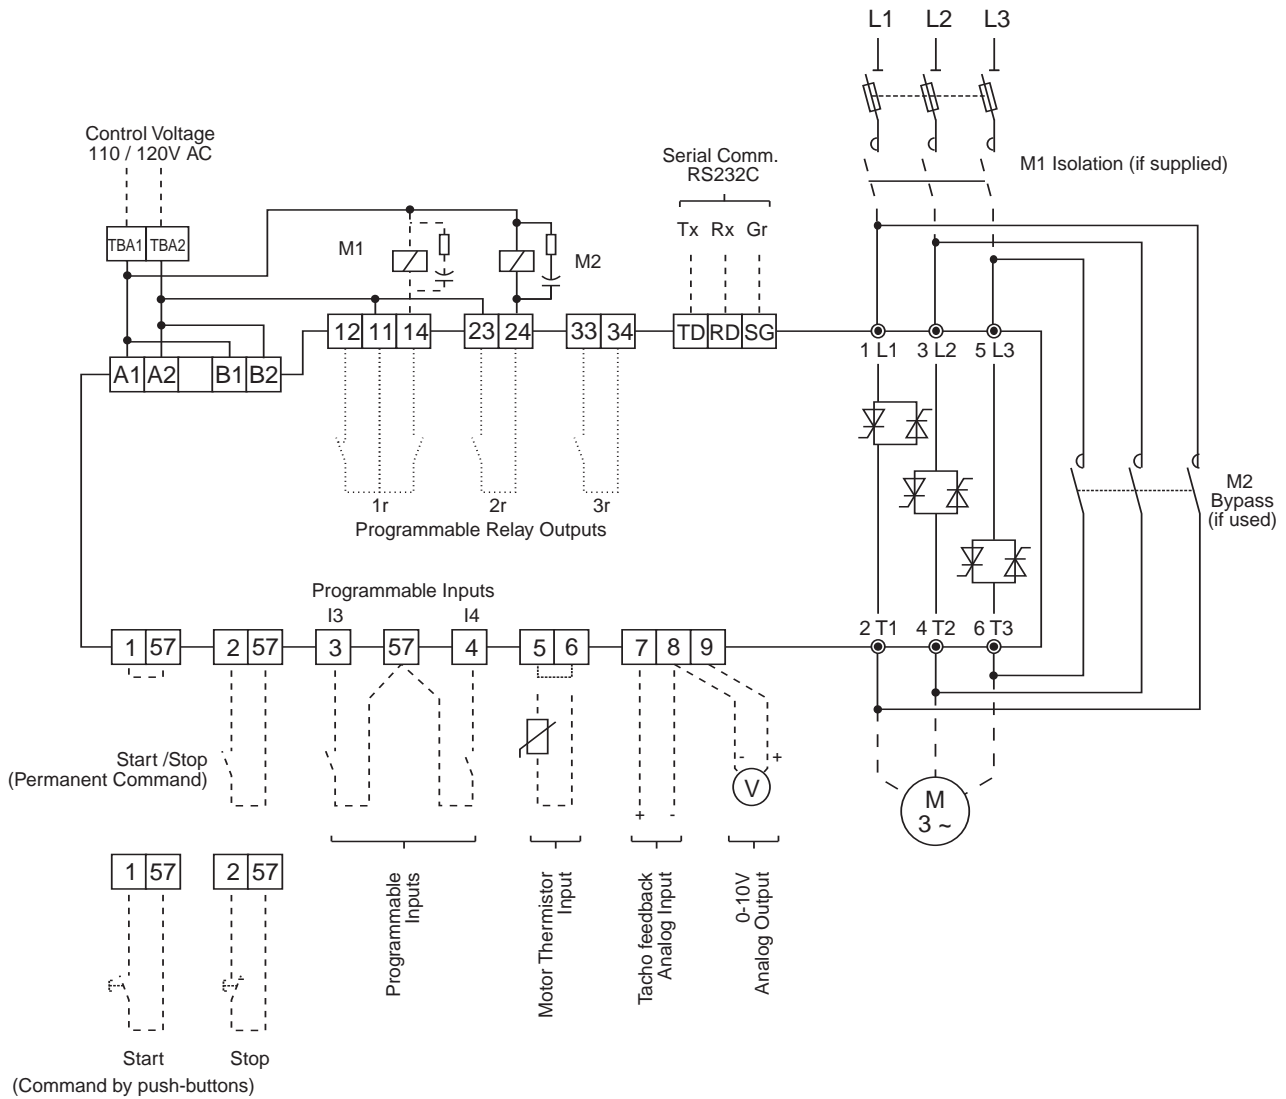 L1 L2 L3
Control Voltage
110 / 120V AC
Serial Comm.
RS232C
M1 Isolation (if supplied)
TBA1 TBA2
M1
M2
Tx Rx Gr
12 11 14
23 24
33 34
TD RD SG
1 L1 3 L2 5 L3
A1 A2 B1 B2
M2
Bypass
(if used)
1r 2r 3r
Programmable Relay Outputs
Programmable Inputs
I3 I4
1 57
2 57
3
57
4
5 6
7 8 9
2 T1 4 T2 6 T3
Start /Stop
(Permanent Command)
- +
V
+ -
M
3 ~
1 57
2 57
Programmable
Inputs
Motor Thermistor
Input
Tacho feedback
Analog Input
0-10V
Analog Output
Start Stop
(Command by push-buttons)